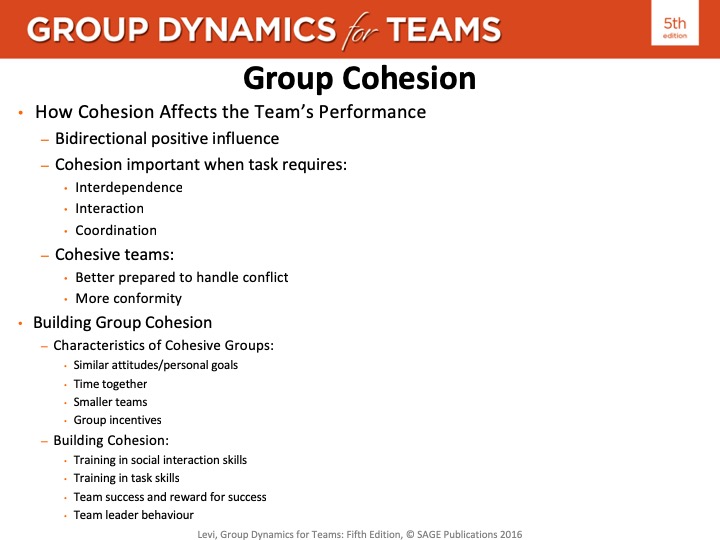 GROUP DYNAMICS for TEAMS
5th
edition
Group Cohesion
• How Cohesion Affects the Team's Performance
– Bidirectional positive influence
– Cohesion important when task requires:
• Interdependence
• Interaction
• Coordination
– Cohesive teams:
• Better prepared to handle conflict
• More conformity
• Building Group Cohesion
– Characteristics of Cohesive Groups:
• Similar attitudes/personal goals
• Time together
• Smaller teams
• Group incentives
– Building Cohesion:
• Training in social interaction skills
• Training in task skills
• Team success and reward for success
• Team leader behaviour
Levi, Group Dynamics for Teams: Fifth Edition, © SAGE Publications 2016